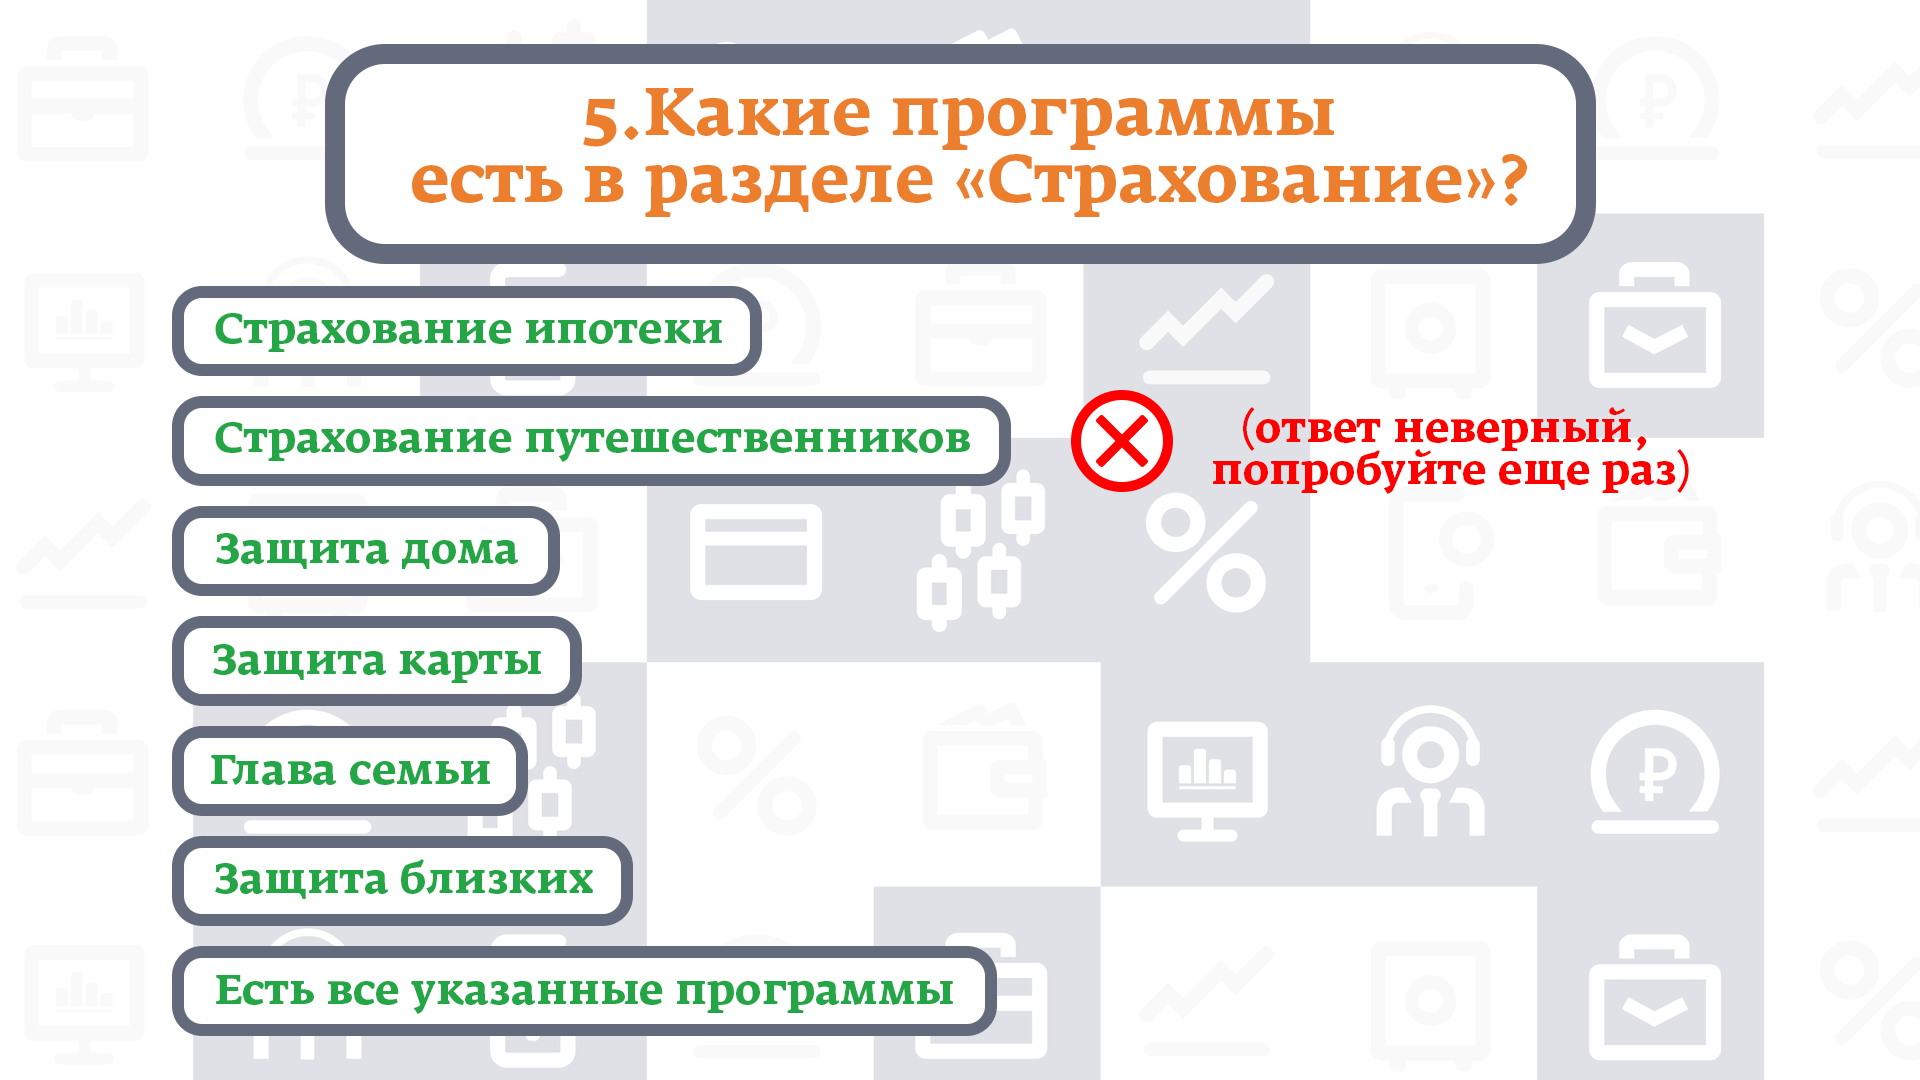 5.Какие программы
есть в разделе «Страхование»?
Страхование ипотеки
Страхование путешественников
(ответ неверный,
попробуйте еще раз)
Защита дома
Защита карты
Глава семьи
Защита близких
Есть все указанные программы